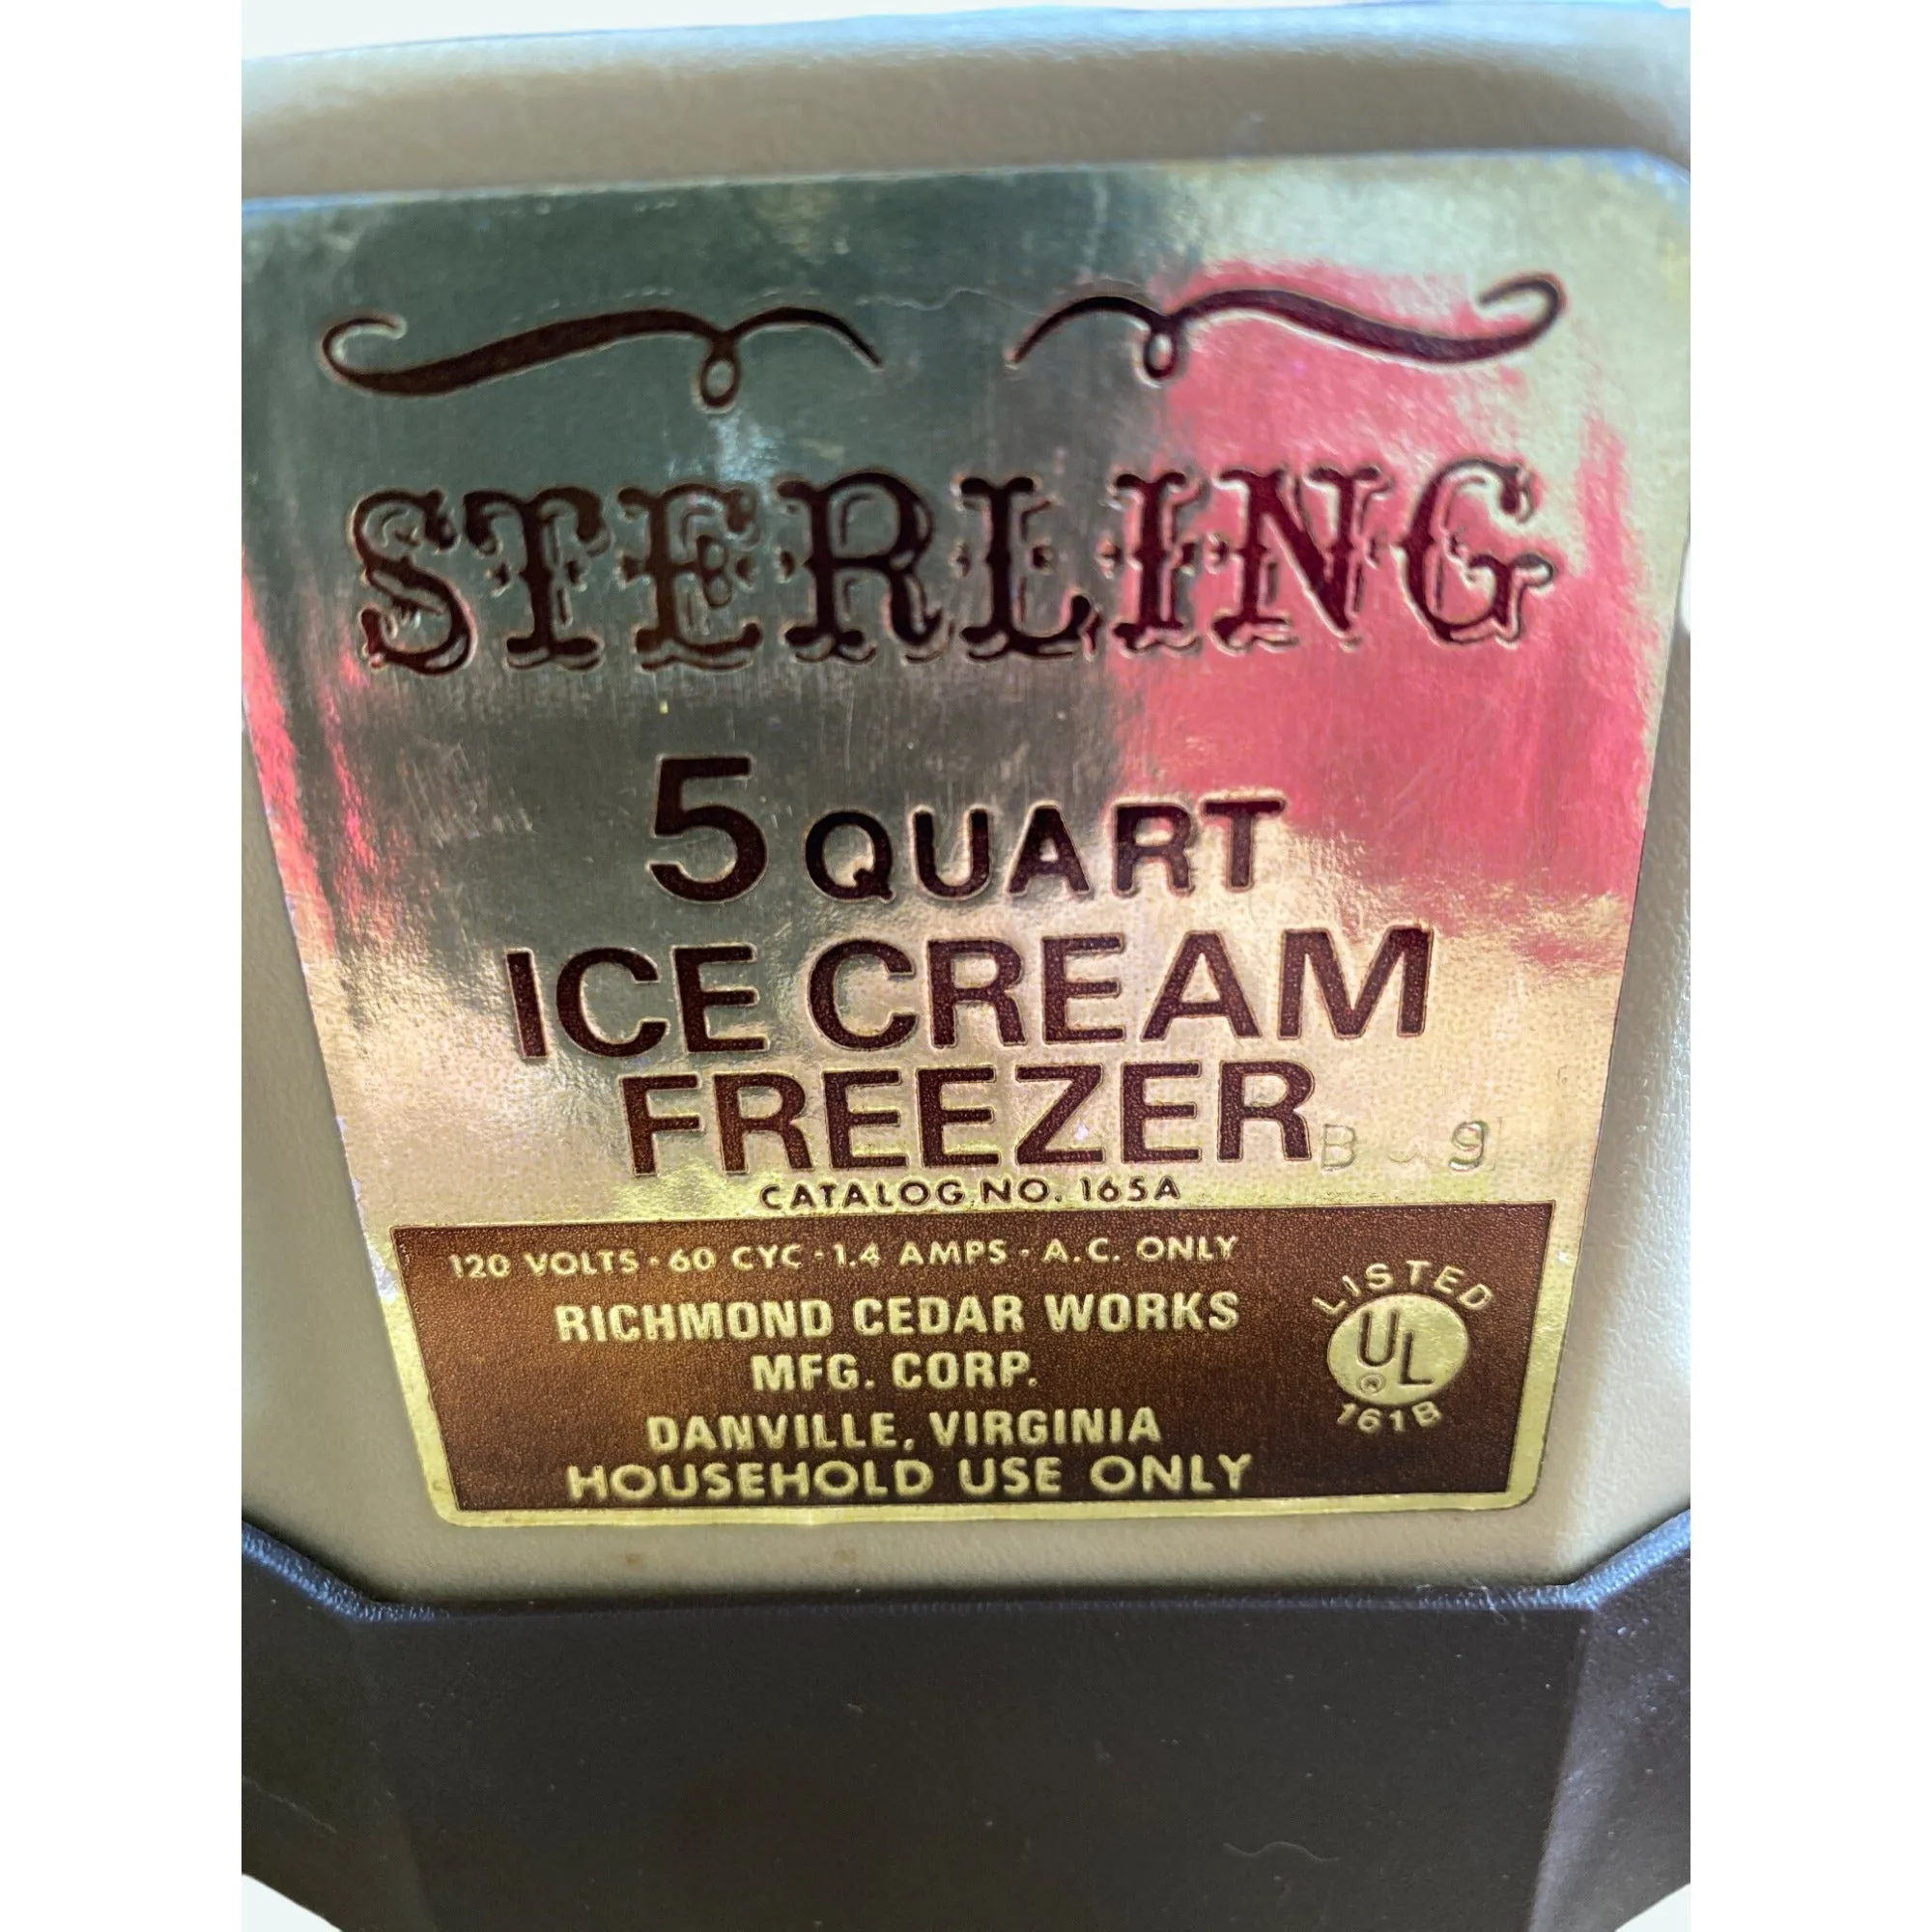 STERLING
5 QUART
ICE CREAM
FREEZER
B 9
CATALOG NO. 165A
120 VOLTS · 60 CYC · 1.4 AMPS · A.C. ONLY
RICHMOND CEDAR WORKS
MFG. CORP.
DANVILLE, VIRGINIA
HOUSEHOLD USE ONLY
LISTED
UL
®
161B